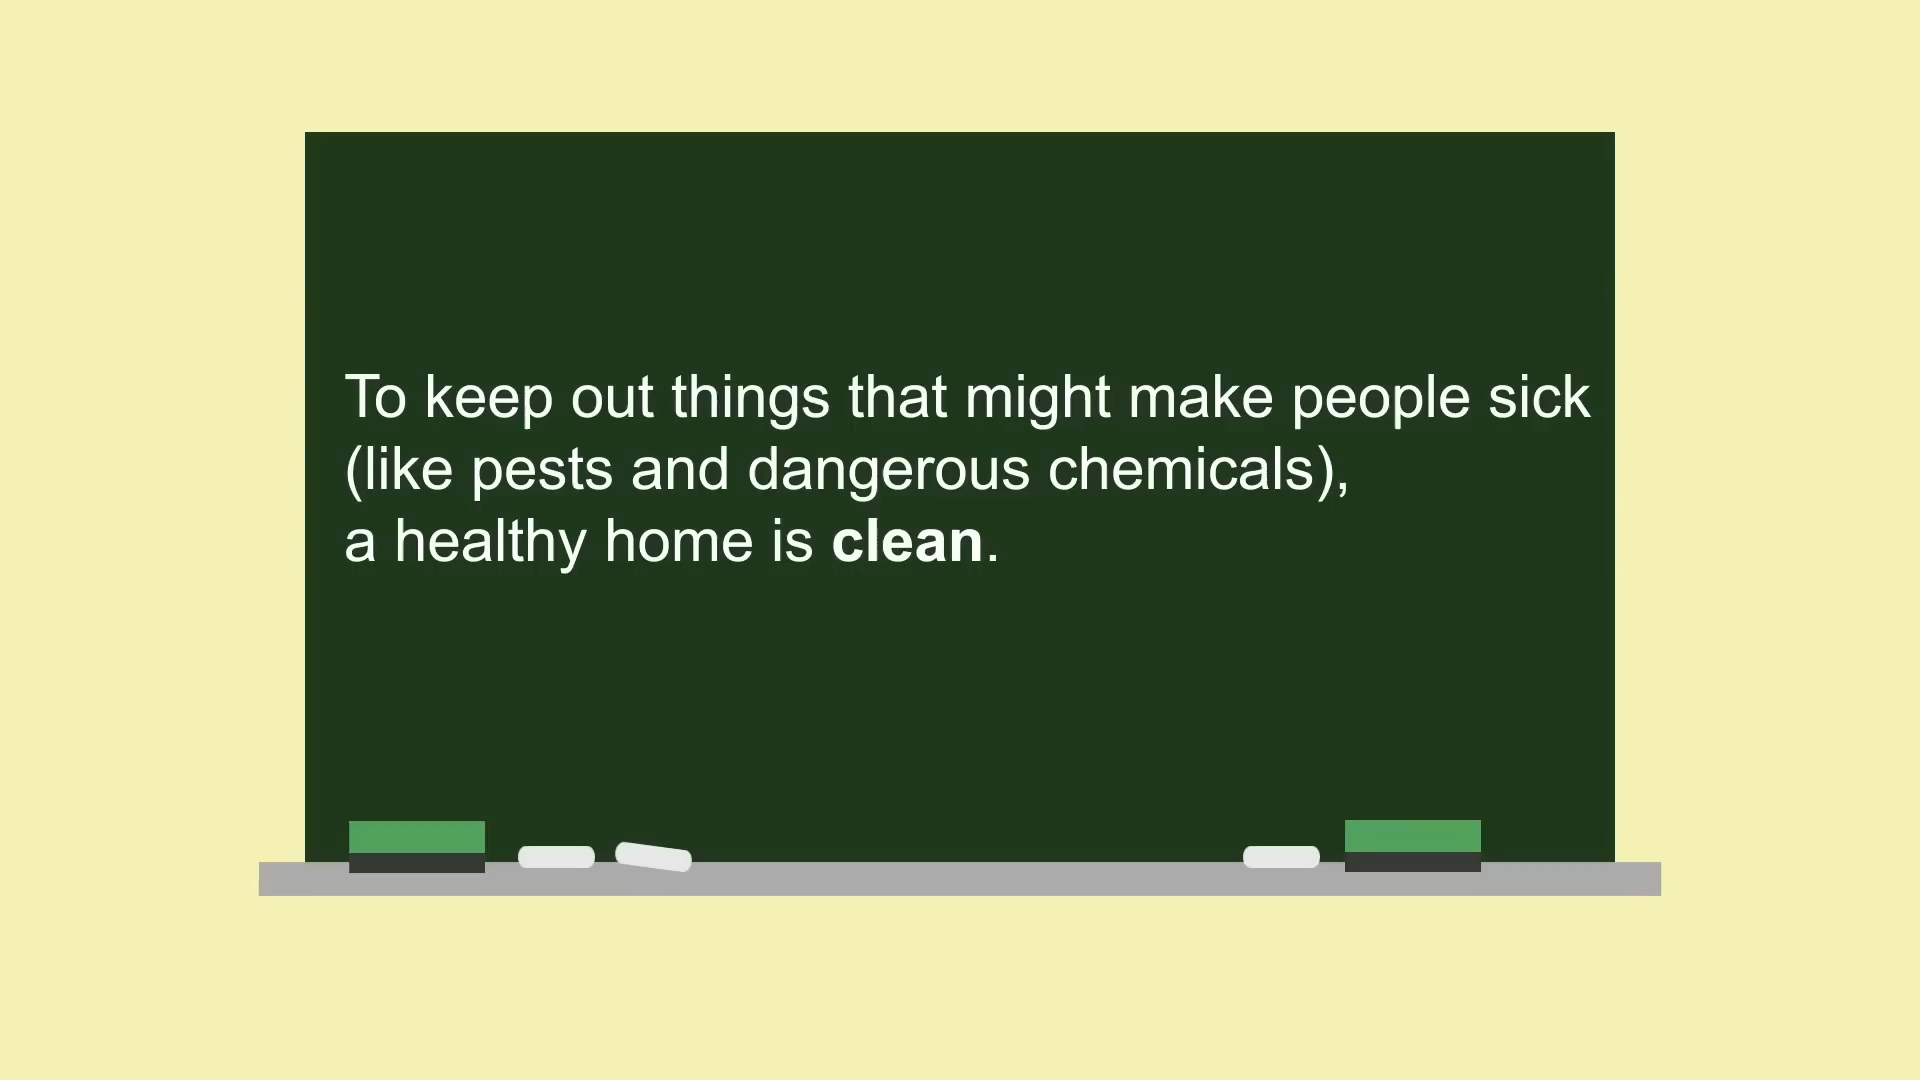 To keep out things that might make people sick
(like pests and dangerous chemicals),
a healthy home is clean.